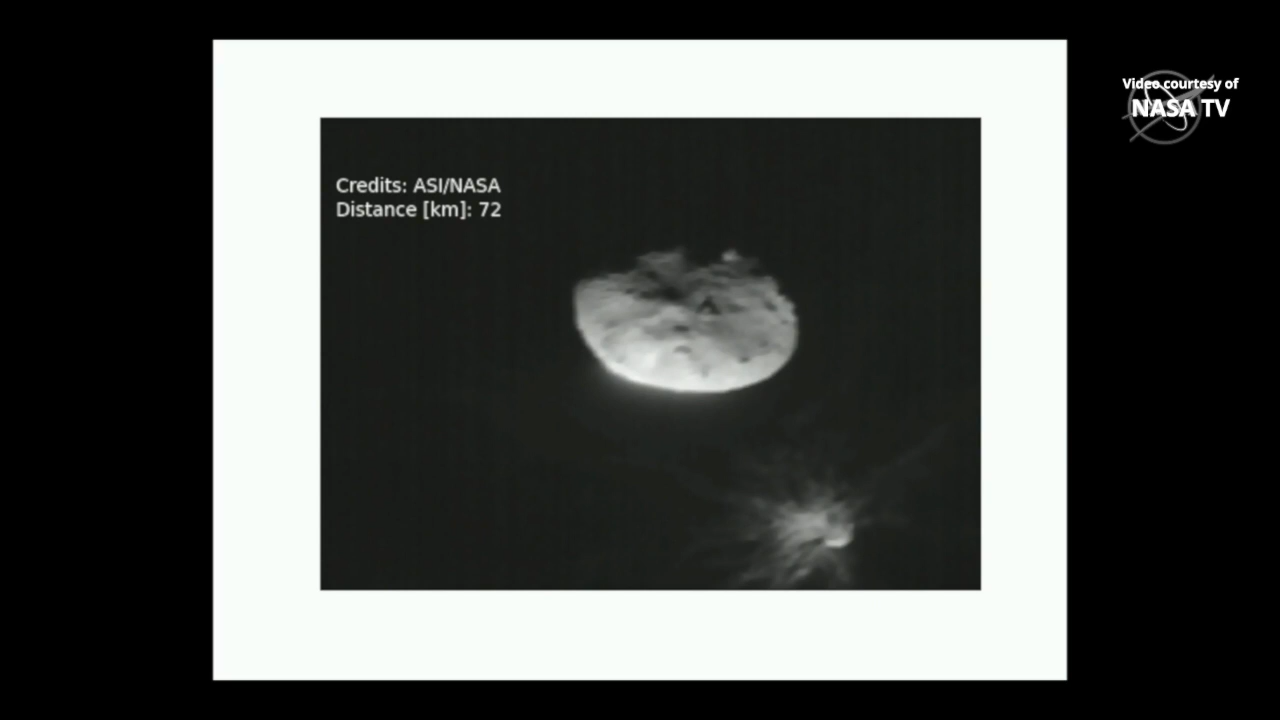 Video courtesy of
NASA TV
Credits: ASI/NASA
Distance [km]: 72